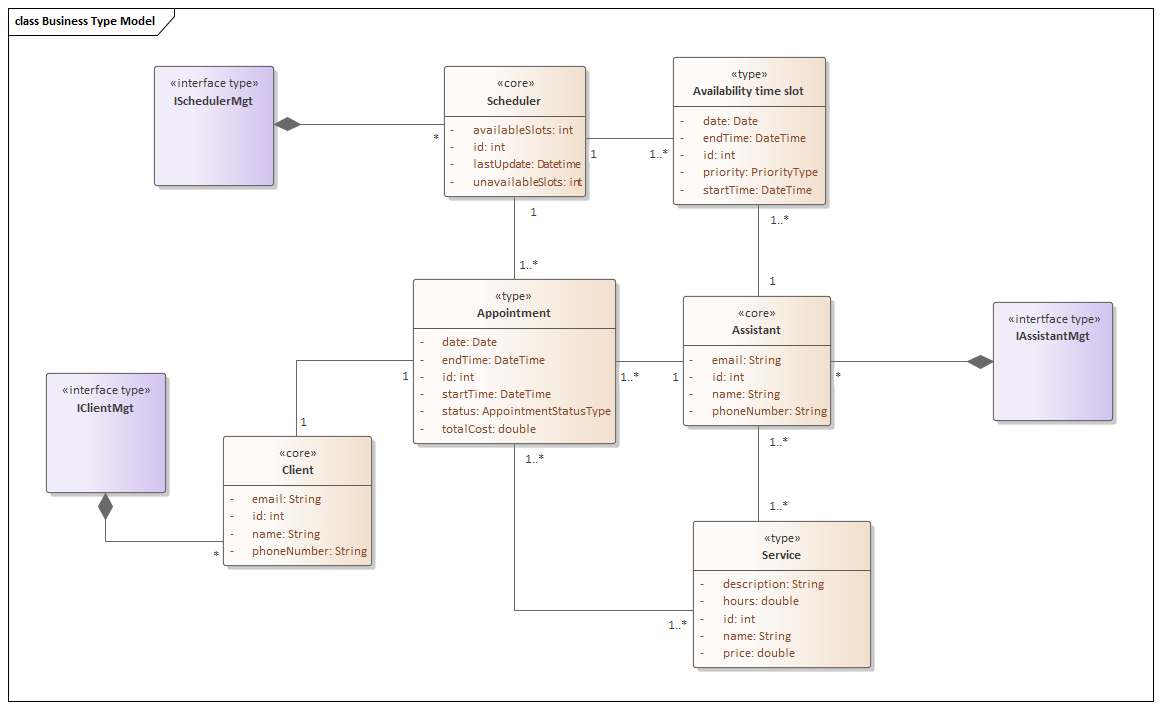 class Business Type Model
«interface type»
ISchedulerMgt
*
«core»
Scheduler
- availableSlots: int
- id: int
- lastUpdate: Datetime
- unavailableSlots: int
1
1..*
«type»
Availability time slot
- date: Date
- endTime: DateTime
- id: int
- priority: PriorityType
- startTime: DateTime
1
1..*
1..*
1
«type»
Appointment
- date: Date
- endTime: DateTime
- id: int
- startTime: DateTime
- status: AppointmentStatusType
- totalCost: double
1..*
1
«core»
Assistant
- email: String
- id: int
- name: String
- phoneNumber: String
*
«intertface type»
IAssistantMgt
1
1
«interface type»
IClientMgt
*
«core»
Client
- email: String
- id: int
- name: String
- phoneNumber: String
1..*
1..*
1..*
1..*
«type»
Service
- description: String
- hours: double
- id: int
- name: String
- price: double